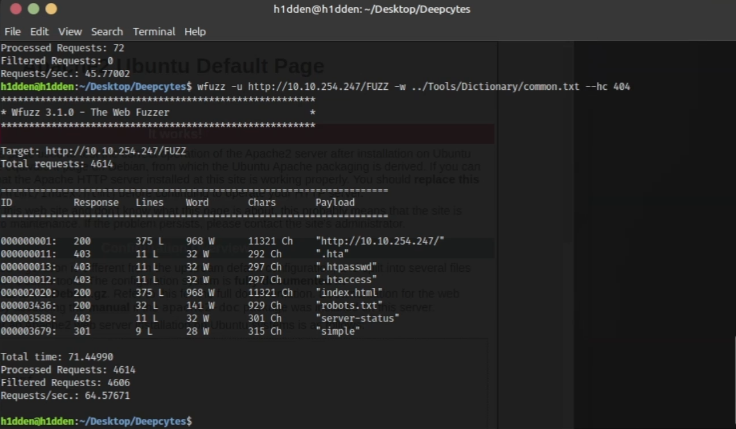 h1dden@h1dden: ~/Desktop/Deepcytes
File Edit View Search Terminal Help
Processed Requests: 72
Filtered Requests: 0
Requests/sec.: 45.77002
Ubuntu Default Page
h1dden@h1dden:~/Desktop/Deepcytes$ wfuzz -u http://10.10.254.247/FUZZ -w ../Tools/Dictionary/common.txt --hc 404
********************************************************
* Wfuzz 3.1.0 - The Web Fuzzer                         *
********************************************************
Target: http://10.10.254.247/FUZZ
Total requests: 4614
=====================================================================
ID           Response   Lines    Word       Chars       Payload
=====================================================================
000000001:   200        375 L    968 W      11321 Ch    "http://10.10.254.247/"
000000011:   403        11 L     32 W       292 Ch      ".hta"
000000013:   403        11 L     32 W       297 Ch      ".htpasswd"
000000012:   403        11 L     32 W       297 Ch      ".htaccess"
000002020:   200        375 L    968 W      11321 Ch    "index.html"
000003436:   200        32 L     141 W      929 Ch      "robots.txt"
000003588:   403        11 L     32 W       301 Ch      "server-status"
000003679:   301        9 L      28 W       315 Ch      "simple"
Total time: 71.44990
Processed Requests: 4614
Filtered Requests: 4606
Requests/sec.: 64.57671
h1dden@h1dden:~/Desktop/Deepcytes$